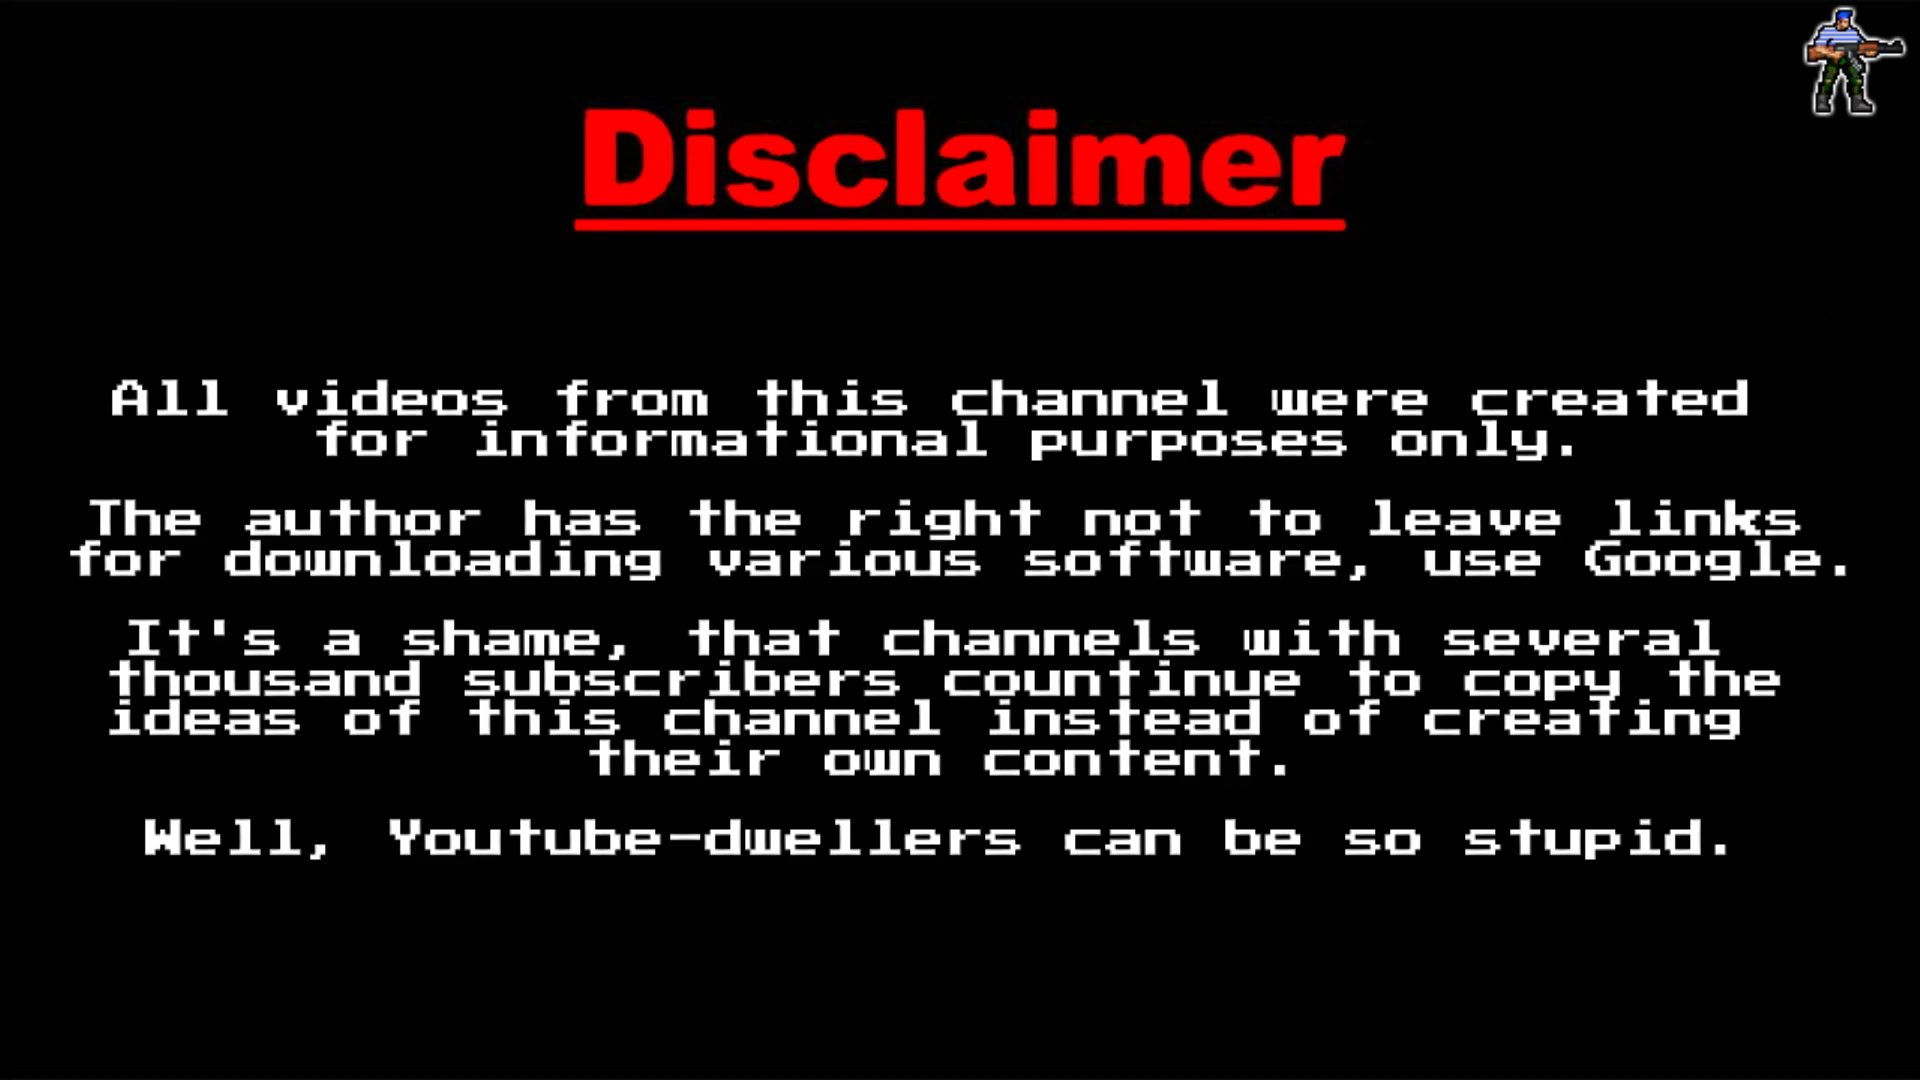 Disclaimer
All videos from this channel were created
for informational purposes only.
The author has the right not to leave links
for downloading various software, use Google.
It's a shame, that channels with several
thousand subscribers countinue to copy the
ideas of this channel instead of creating
their own content.
Well, Youtube-dwellers can be so stupid.